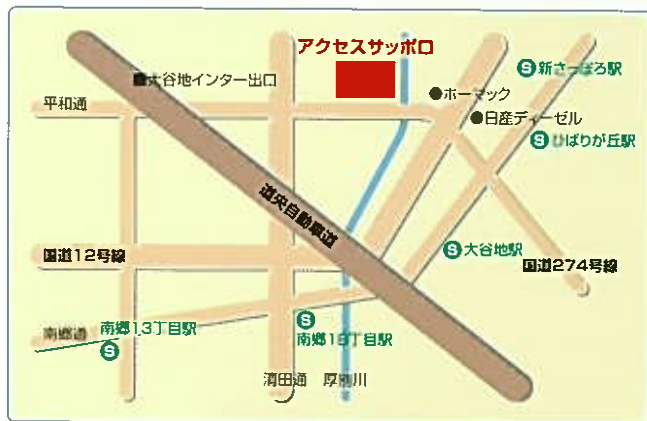 アクセスサッポロ
S 新さっぽろ駅
●大谷地インター出口
●ホーマック
平和通
●日産ディーゼル
S ひばりが丘駅
道央自動車道
国道12号線
S 大谷地駅
国道274号線
南郷通
南郷13丁目駅
S
S
南郷18丁目駅
清田通
厚別川